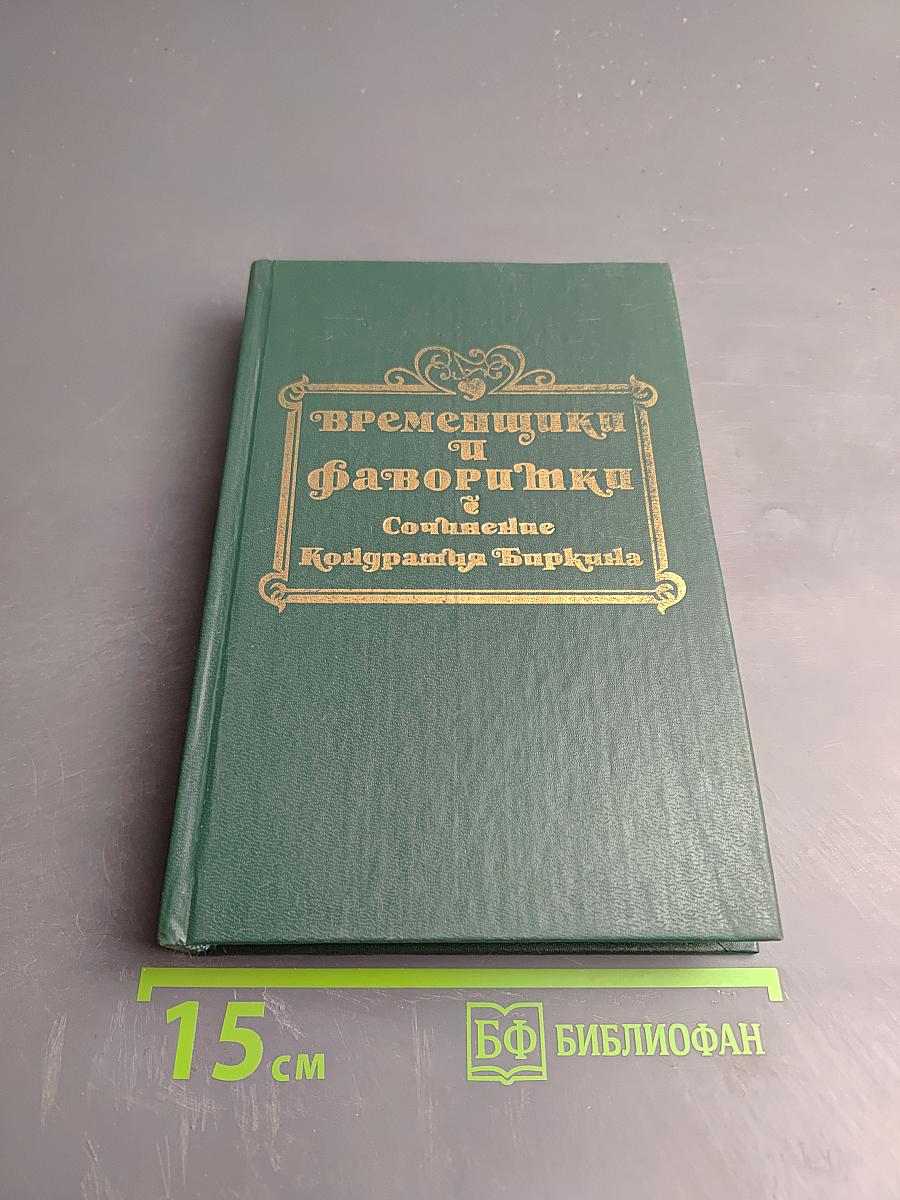 Временщики
и
фаворитки
Сочинение
Кондратия Биркина
15 см
БФ БИБЛИОФАН